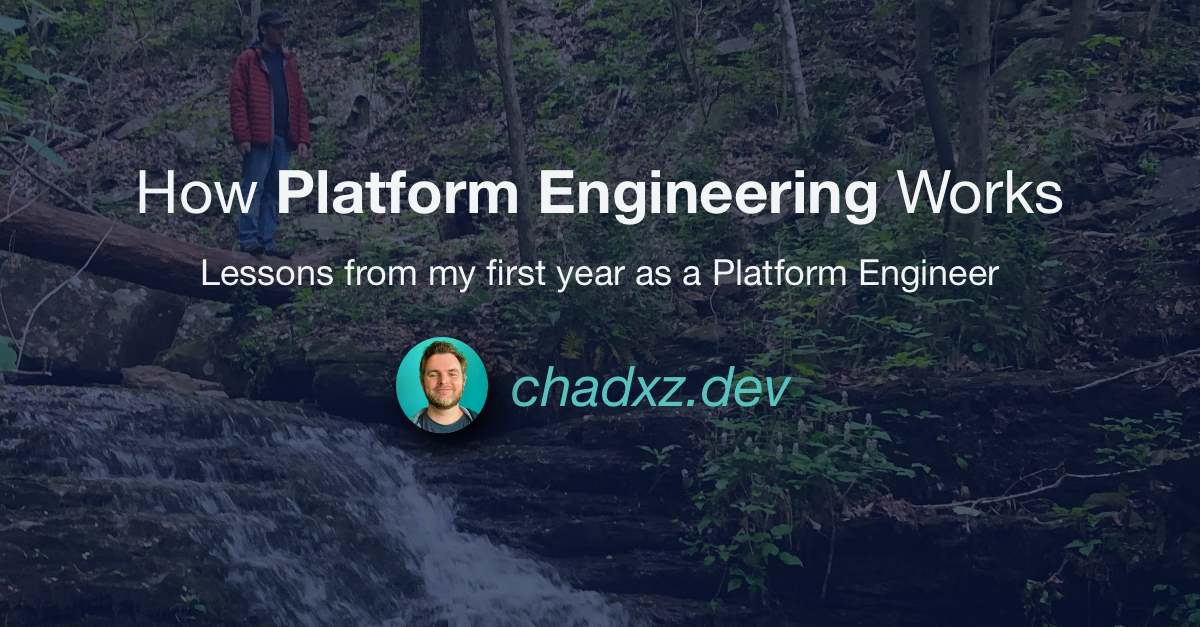 How Platform Engineering Works
Lessons from my first year as a Platform Engineer
chadxz.dev